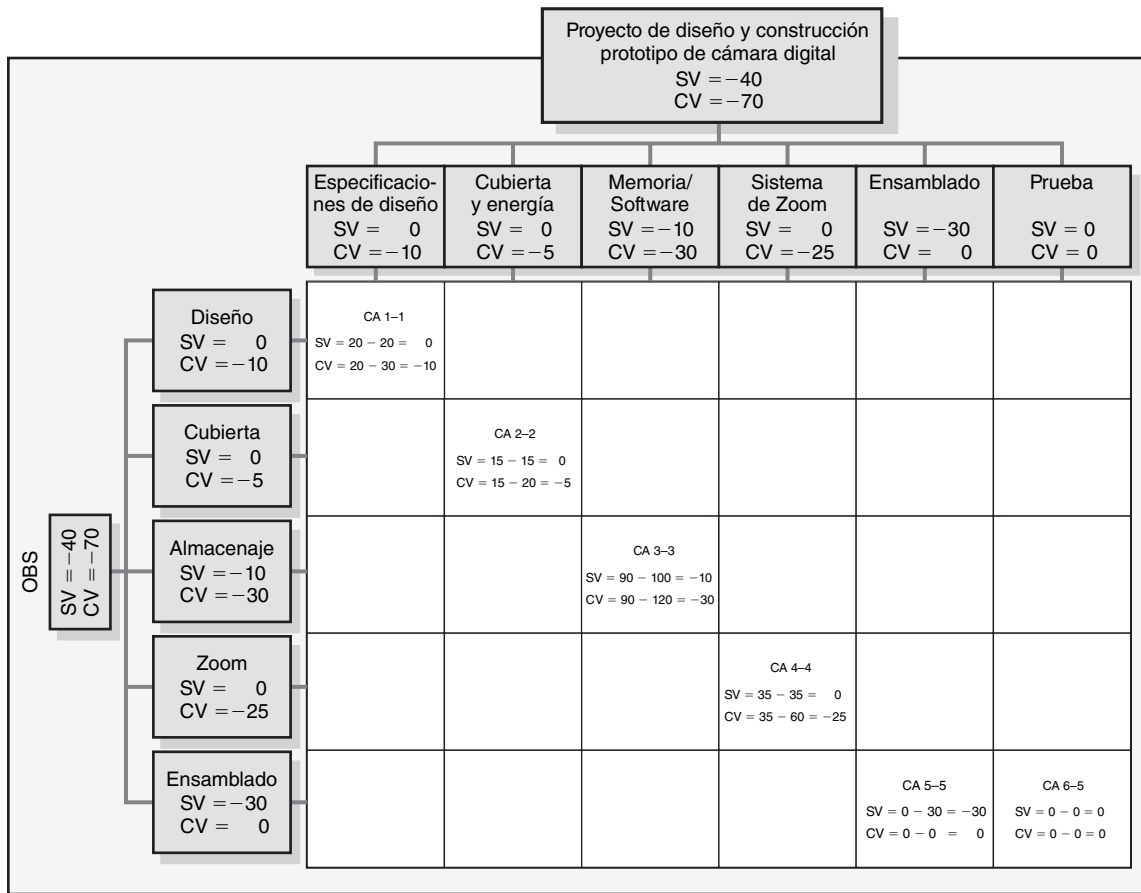 Proyecto de diseño y construcción
prototipo de cámara digital
SV = −40
CV = −70
Especificacio-
nes de diseño
SV = 0
CV = −10
Cubierta
y energía
SV = 0
CV = −5
Memoria/
Software
SV = −10
CV = −30
Sistema
de Zoom
SV = 0
CV = −25
Ensamblado
SV = −30
CV = 0
Prueba
SV = 0
CV = 0
OBS
SV = −40
CV = −70
Diseño
SV = 0
CV = −10
CA 1–1
SV = 20 − 20 = 0
CV = 20 − 30 = −10
Cubierta
SV = 0
CV = −5
CA 2–2
SV = 15 − 15 = 0
CV = 15 − 20 = −5
Almacenaje
SV = −10
CV = −30
CA 3–3
SV = 90 − 100 = −10
CV = 90 − 120 = −30
Zoom
SV = 0
CV = −25
CA 4–4
SV = 35 − 35 = 0
CV = 35 − 60 = −25
Ensamblado
SV = −30
CV = 0
CA 5–5
SV = 0 − 30 = −30
CV = 0 − 0 = 0
CA 6–5
SV = 0 − 0 = 0
CV = 0 − 0 = 0